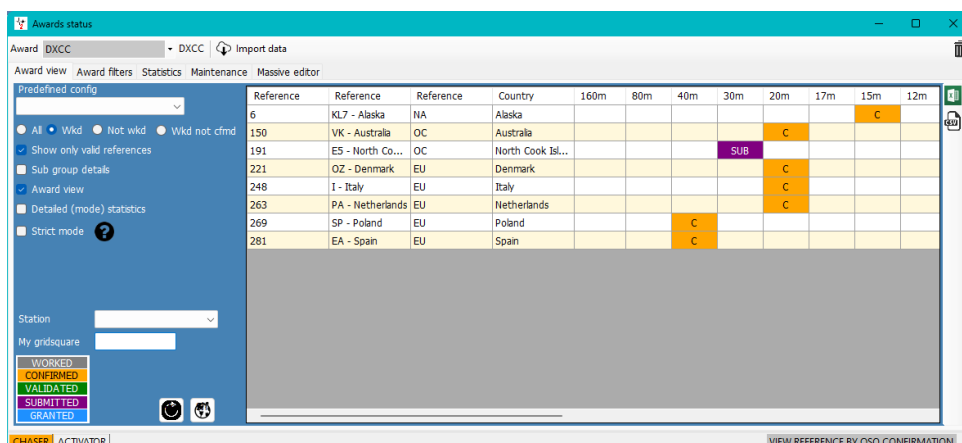 Awards status
Award DXCC DXCC Import data
Award view Award filters Statistics Maintenance Massive editor
Predefined config
All Wkd Not wkd Wkd not cfmd
Show only valid references
Sub group details
Award view
Detailed (mode) statistics
Strict mode ?
Station
My gridsquare
WORKED
CONFIRMED
VALIDATED
SUBMITTED
GRANTED
Reference Reference Reference Country 160m 80m 40m 30m 20m 17m 15m 12m
6 KL7 - Alaska NA Alaska C
150 VK - Australia OC Australia C
191 E5 - North Co... OC North Cook Isl... SUB
221 OZ - Denmark EU Denmark C
248 I - Italy EU Italy C
263 PA - Netherlands EU Netherlands C
269 SP - Poland EU Poland C
281 EA - Spain EU Spain C
CSV
CHASER ACTIVATOR VIEW REFERENCE BY QSO CONFIRMATION